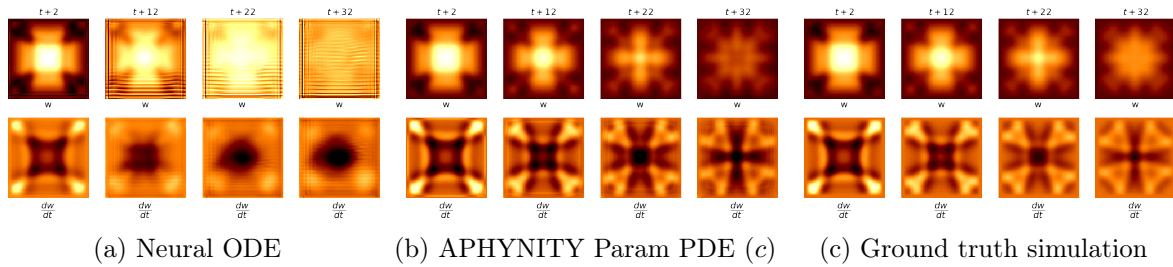 t + 2 t + 12 t + 22 t + 32 t + 2 t + 12 t + 22 t + 32 t + 2 t + 12 t + 22 t + 32
w w w w w w w w w w w w
dw/dt dw/dt dw/dt dw/dt dw/dt dw/dt dw/dt dw/dt dw/dt dw/dt dw/dt dw/dt
(a) Neural ODE (b) APHYNITY Param PDE (c) (c) Ground truth simulation